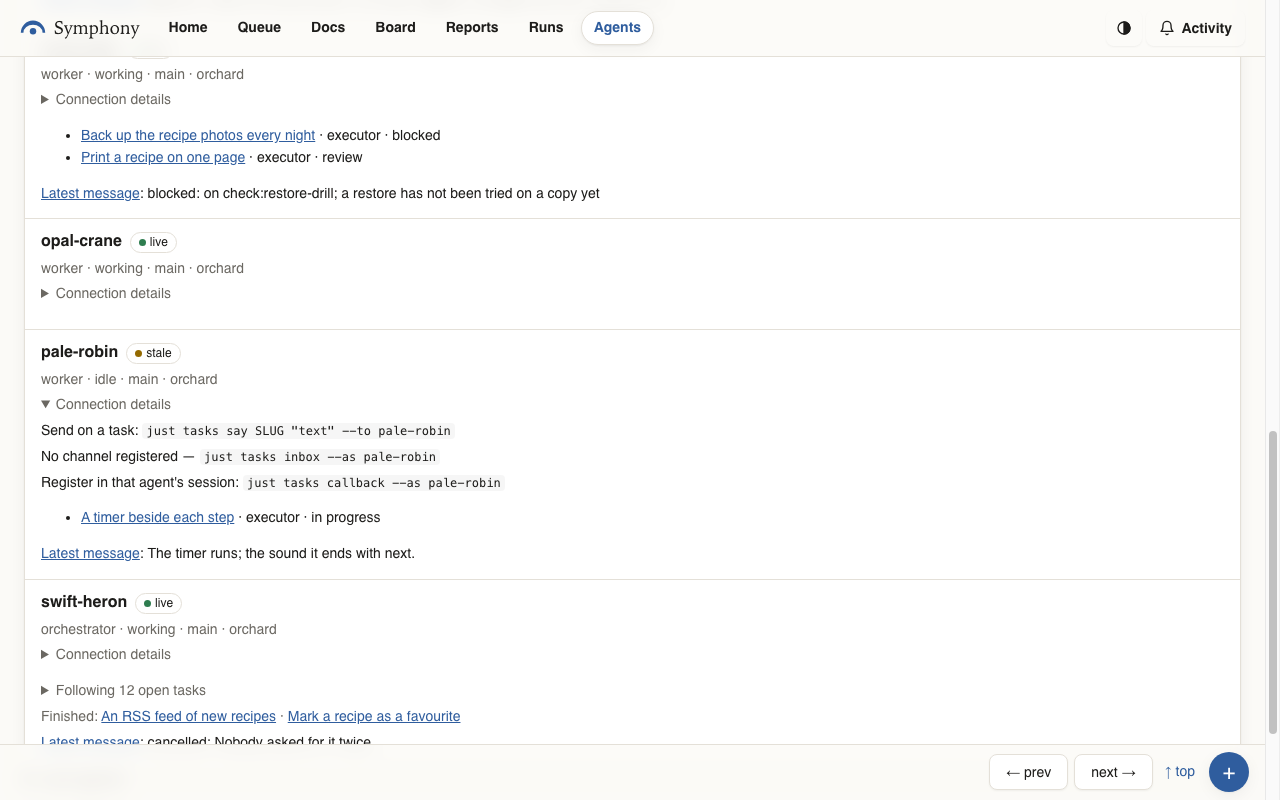 Symphony Home Queue Docs Board Reports Runs Agents Activity
worker · working · main · orchard
Connection details
Back up the recipe photos every night · executor · blocked
Print a recipe on one page · executor · review
Latest message: blocked: on check:restore-drill; a restore has not been tried on a copy yet
opal-crane live
worker · working · main · orchard
Connection details
pale-robin stale
worker · idle · main · orchard
Connection details
Send on a task: just tasks say SLUG "text" --to pale-robin
No channel registered — just tasks inbox --as pale-robin
Register in that agent's session: just tasks callback --as pale-robin
A timer beside each step · executor · in progress
Latest message: The timer runs; the sound it ends with next.
swift-heron live
orchestrator · working · main · orchard
Connection details
Following 12 open tasks
Finished: An RSS feed of new recipes · Mark a recipe as a favourite
Latest message: cancelled: Nobody asked for it twice
← prev next → ↑ top +